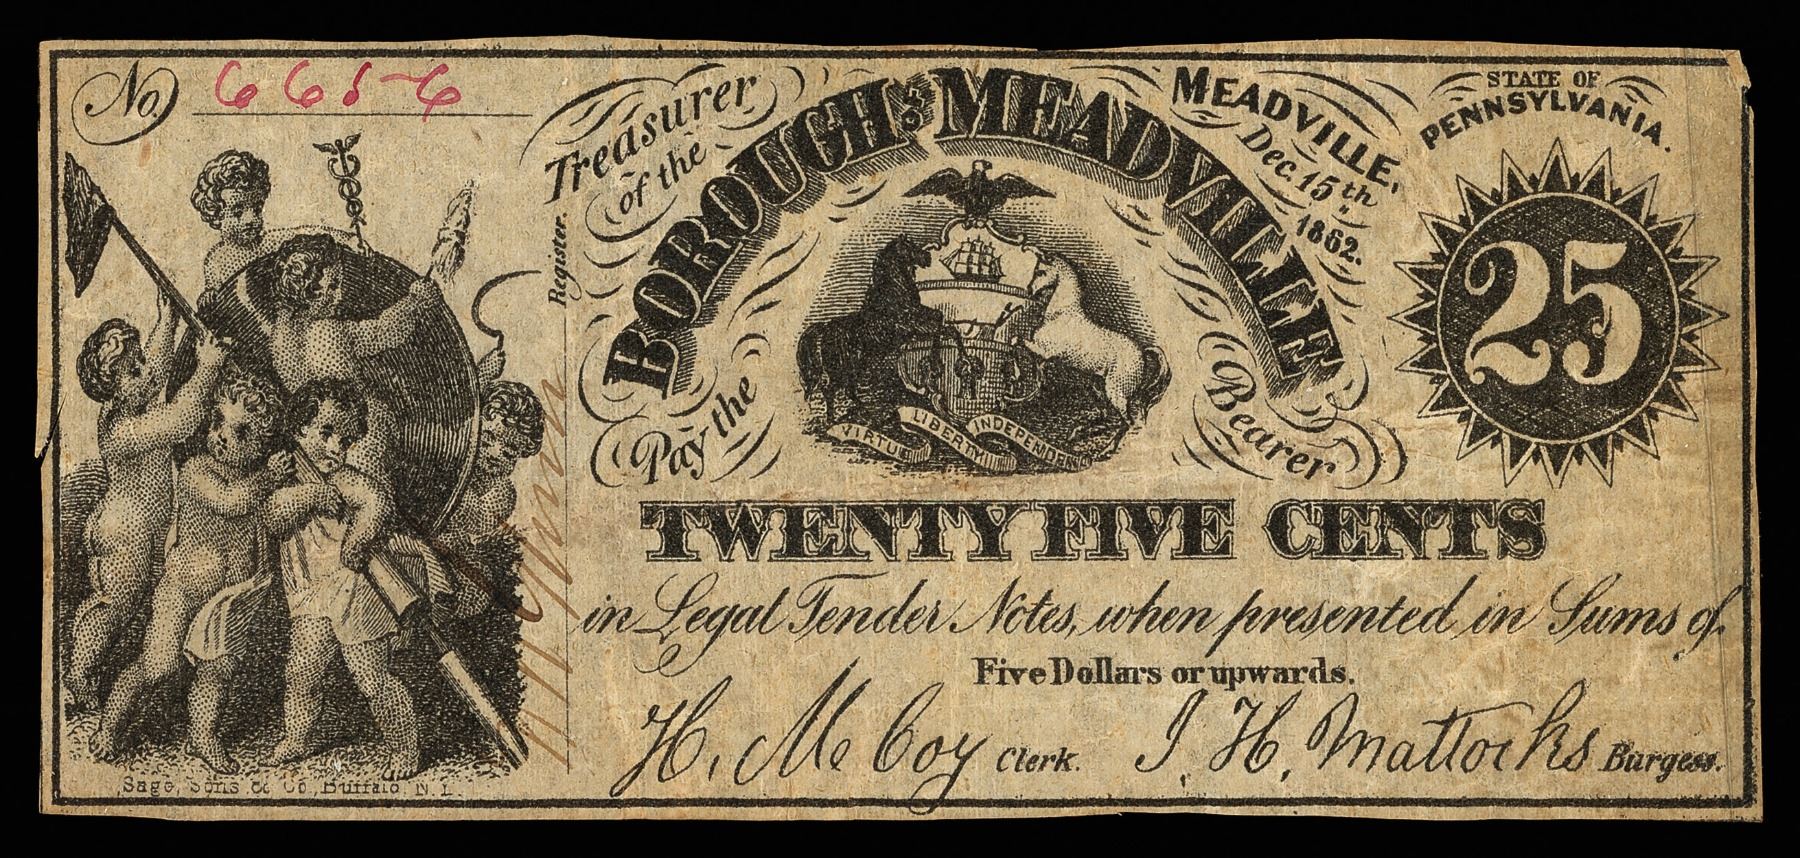 No. 6656
Treasurer
of the
BOROUGH OF MEADVILLE
MEADVILLE,
Dec. 15th
1862.
STATE OF
PENNSYLVANIA.
25
Register.
VIRTUE LIBERTY INDEPENDENCE
Pay the Bearer
TWENTY FIVE CENTS
in Legal Tender Notes, when presented in Sums of
Five Dollars or upwards.
H. McCoy Clerk. J. H. Mattocks Burgess.
Sage, Sons & Co. Buffalo N.Y.